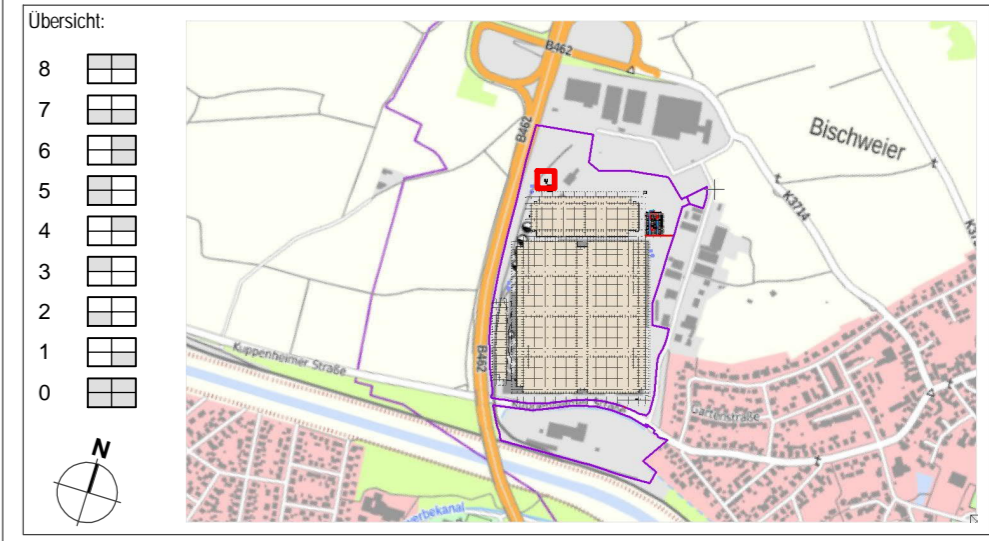 Übersicht:
8
7
6
5
4
3
2
1
0
N
B462
B462
Bischweier
K3714
Kuppenheimer Straße
B462
Gartenstraße